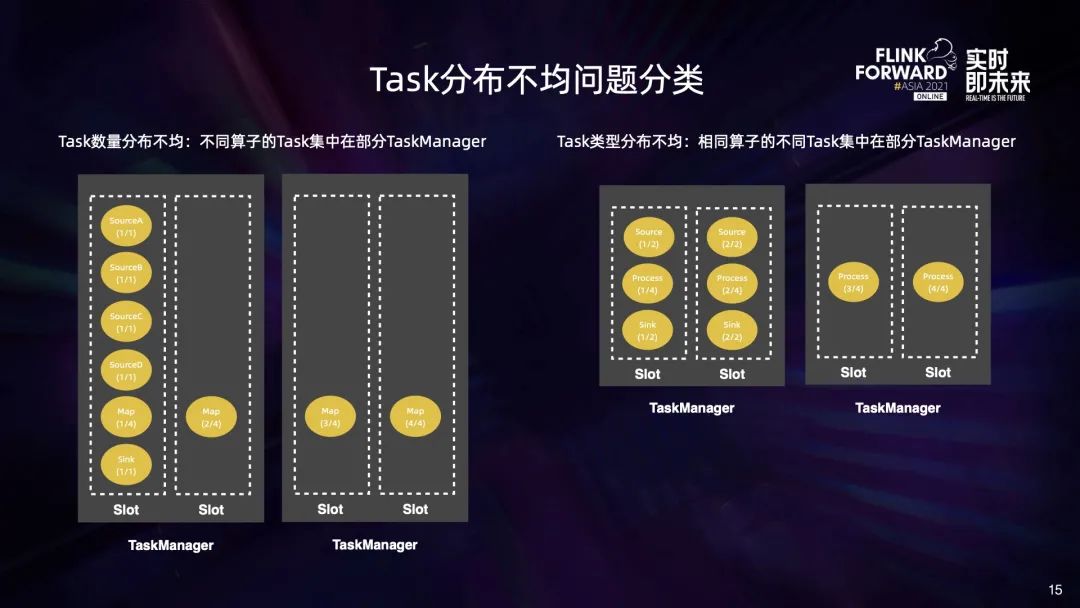 FLINK
FORWARD
#ASIA 2021
ONLINE
实时
即未来
REAL-TIME IS THE FUTURE
Task分布不均问题分类
Task数量分布不均：不同算子的Task集中在部分TaskManager
SourceA
(1/1)
SourceB
(1/1)
SourceC
(1/1)
SourceD
(1/1)
Map
(1/4)
Sink
(1/1)
Slot
Map
(2/4)
Slot
TaskManager
Map
(3/4)
Slot
Map
(4/4)
Slot
TaskManager
Task类型分布不均：相同算子的不同Task集中在部分TaskManager
Source
(1/2)
Process
(1/4)
Sink
(1/2)
Slot
Source
(2/2)
Process
(2/4)
Sink
(2/2)
Slot
TaskManager
Process
(3/4)
Slot
Process
(4/4)
Slot
TaskManager
15